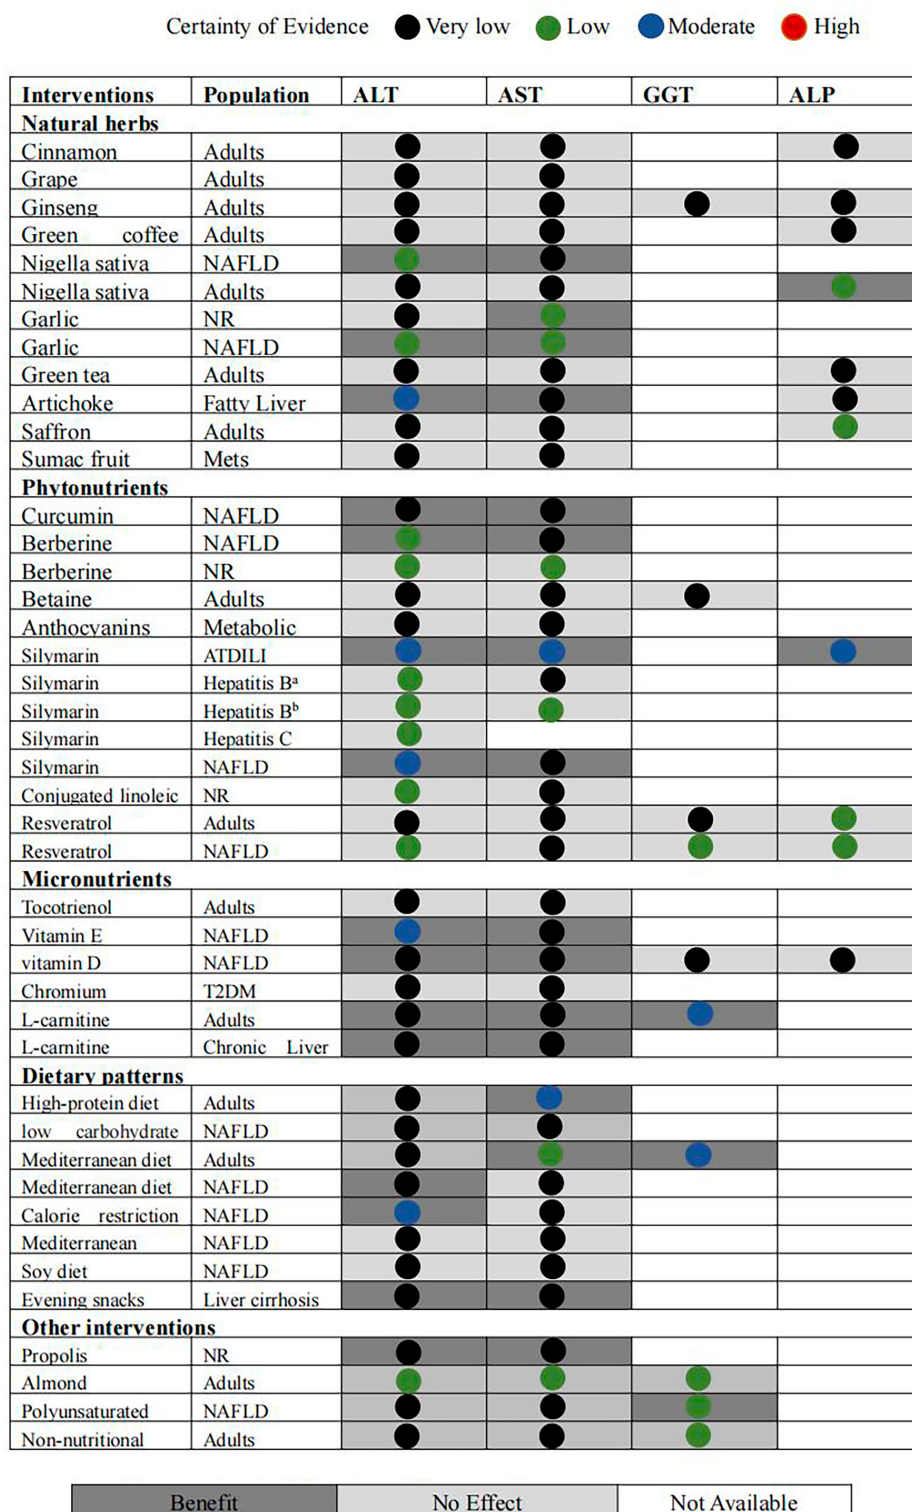 Certainty of Evidence Very low Low Moderate High
Interventions Population ALT AST GGT ALP
Natural herbs
Cinnamon Adults
Grape Adults
Ginseng Adults
Green coffee Adults
Nigella sativa NAFLD
Nigella sativa Adults
Garlic NR
Garlic NAFLD
Green tea Adults
Artichoke Fatty Liver
Saffron Adults
Sumac fruit Mets
Phytonutrients
Curcumin NAFLD
Berberine NAFLD
Berberine NR
Betaine Adults
Anthocyanins Metabolic
Silymarin ATDILI
Silymarin Hepatitis Bᵃ
Silymarin Hepatitis Bᵇ
Silymarin Hepatitis C
Silymarin NAFLD
Conjugated linoleic NR
Resveratrol Adults
Resveratrol NAFLD
Micronutrients
Tocotrienol Adults
Vitamin E NAFLD
vitamin D NAFLD
Chromium T2DM
L-carnitine Adults
L-carnitine Chronic Liver
Dietary patterns
High-protein diet Adults
low carbohydrate NAFLD
Mediterranean diet Adults
Mediterranean diet NAFLD
Calorie restriction NAFLD
Mediterranean NAFLD
Soy diet NAFLD
Evening snacks Liver cirrhosis
Other interventions
Propolis NR
Almond Adults
Polyunsaturated NAFLD
Non-nutritional Adults
Benefit No Effect Not Available